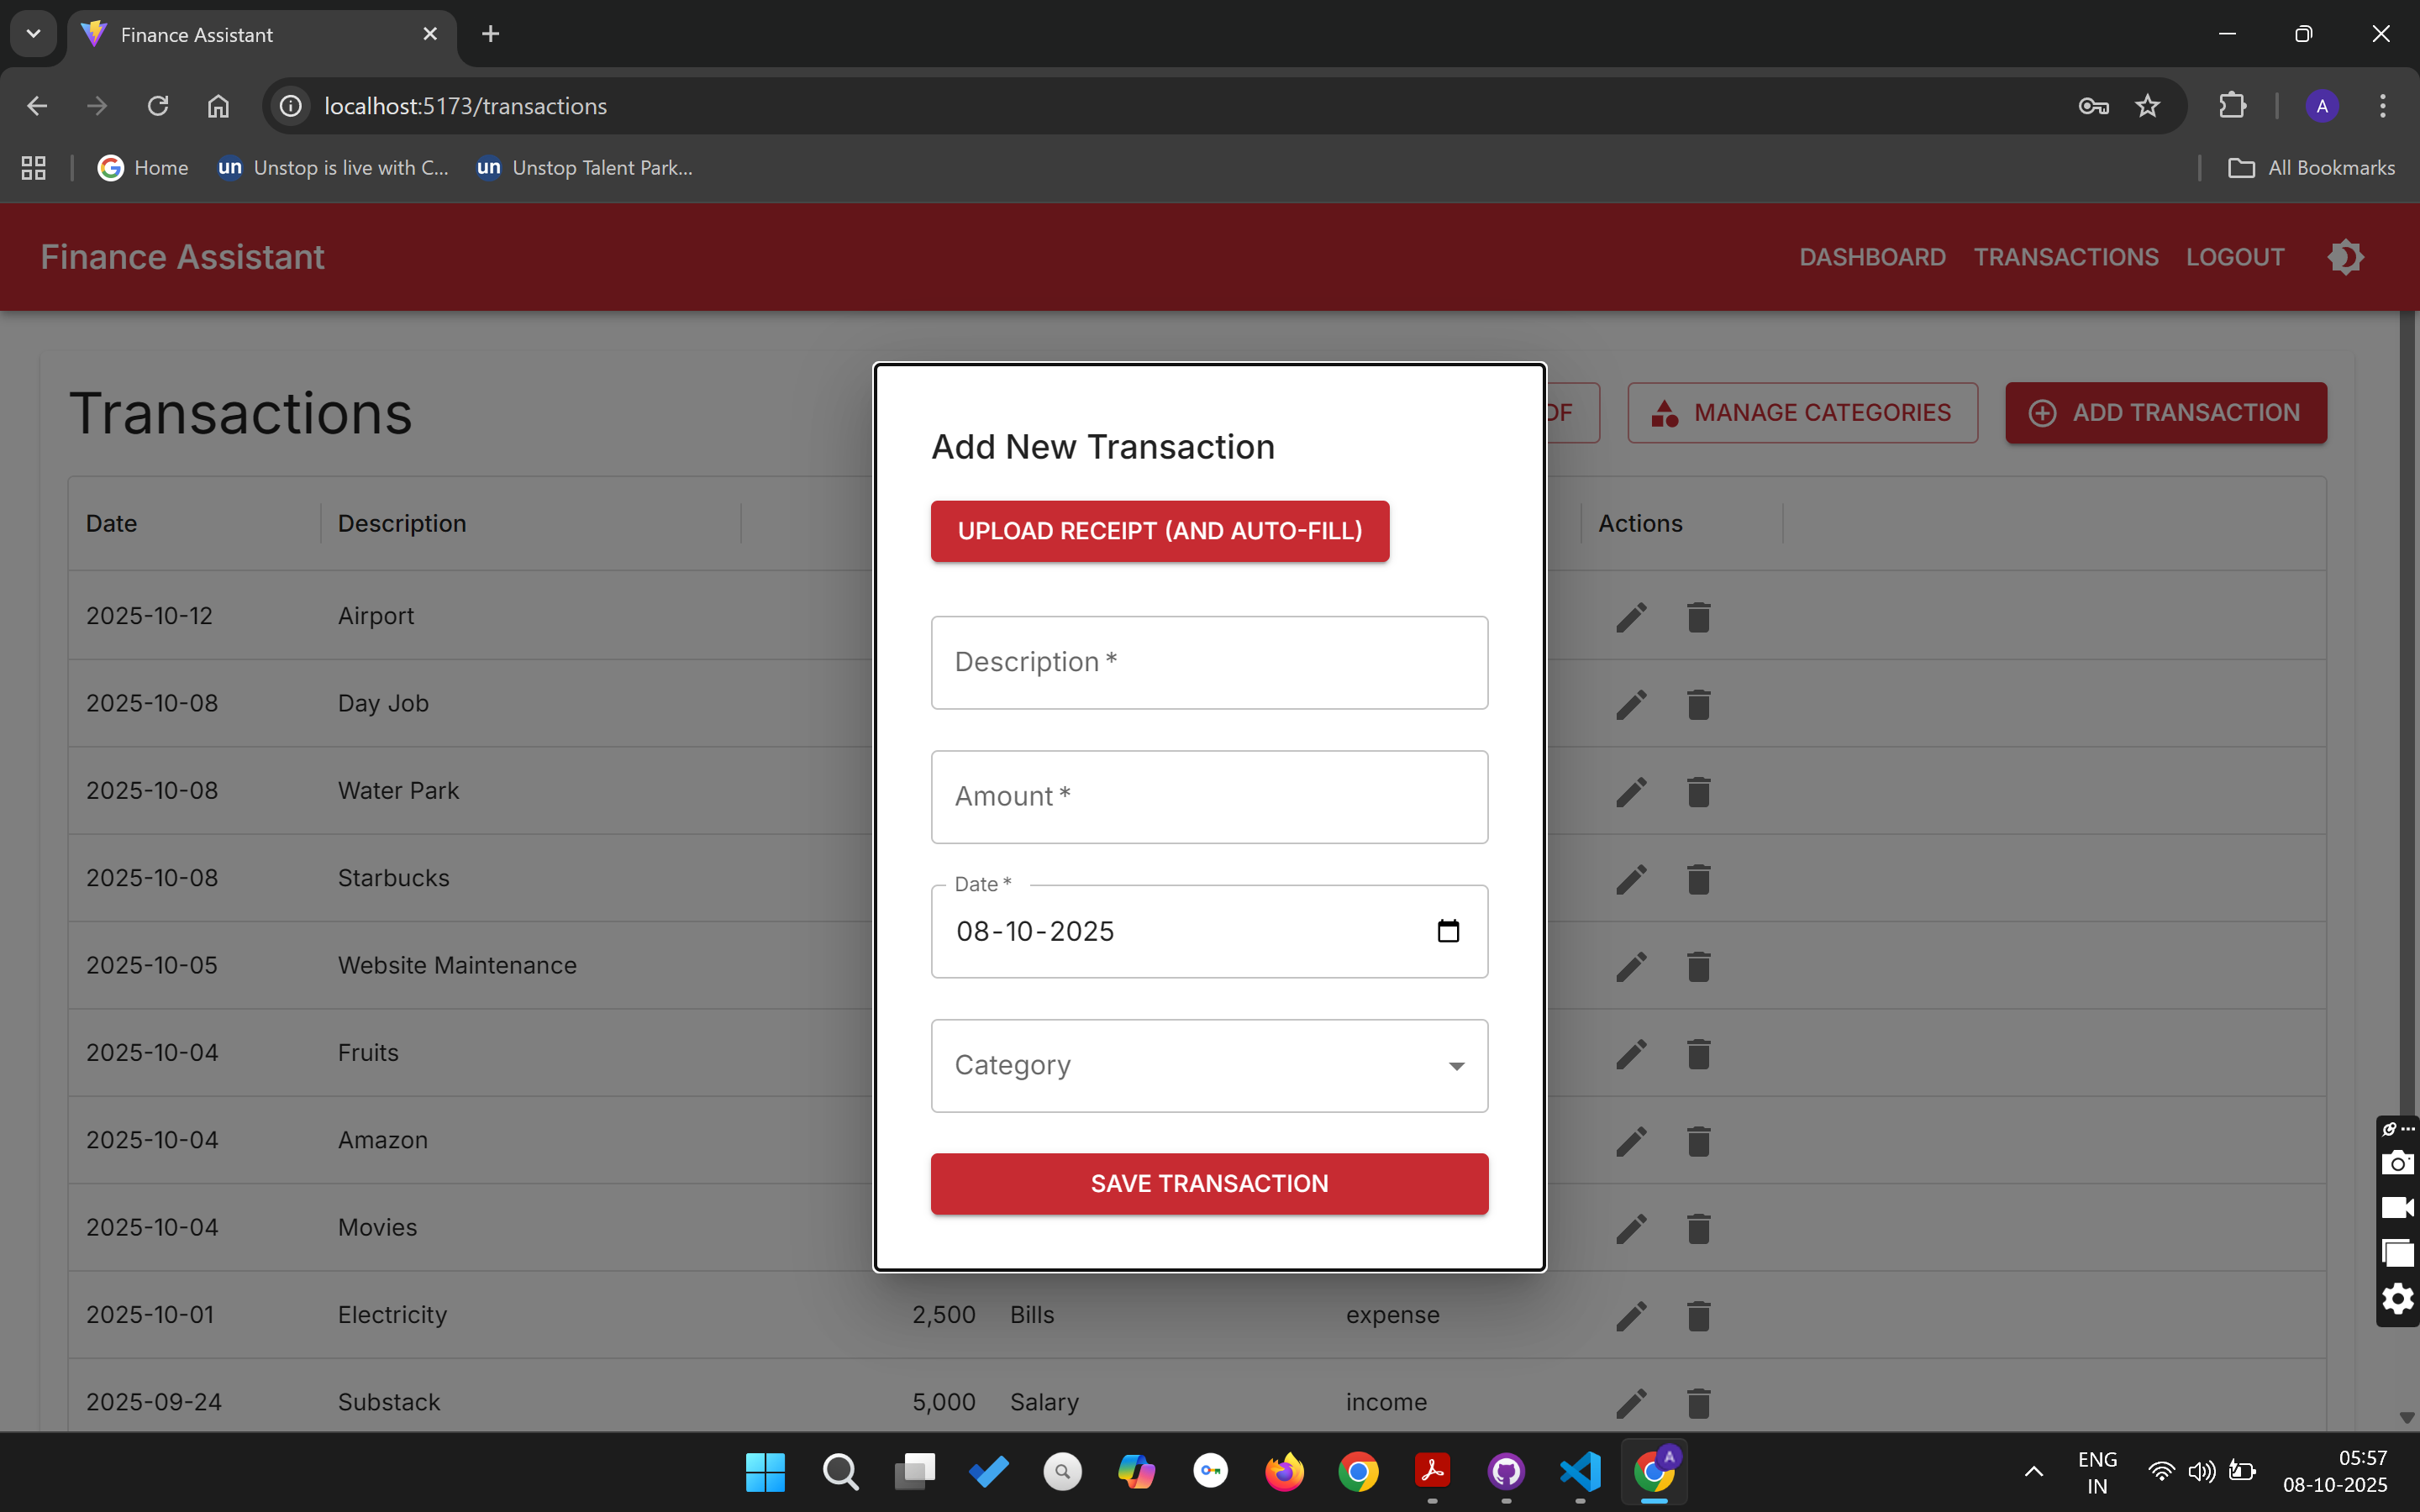 Finance Assistant
localhost:5173/transactions
A
Home
un Unstop is live with C...
un Unstop Talent Park...
All Bookmarks
Finance Assistant
DASHBOARD TRANSACTIONS LOGOUT
Transactions
DF
MANAGE CATEGORIES
ADD TRANSACTION
Add New Transaction
UPLOAD RECEIPT (AND AUTO-FILL)
Description *
Amount *
Date *
08-10-2025
Category
SAVE TRANSACTION
Date Description Actions
2025-10-12 Airport
2025-10-08 Day Job
2025-10-08 Water Park
2025-10-08 Starbucks
2025-10-05 Website Maintenance
2025-10-04 Fruits
2025-10-04 Amazon
2025-10-04 Movies
2025-10-01 Electricity 2,500 Bills expense
2025-09-24 Substack 5,000 Salary income
A
ENG
IN
05:57
08-10-2025